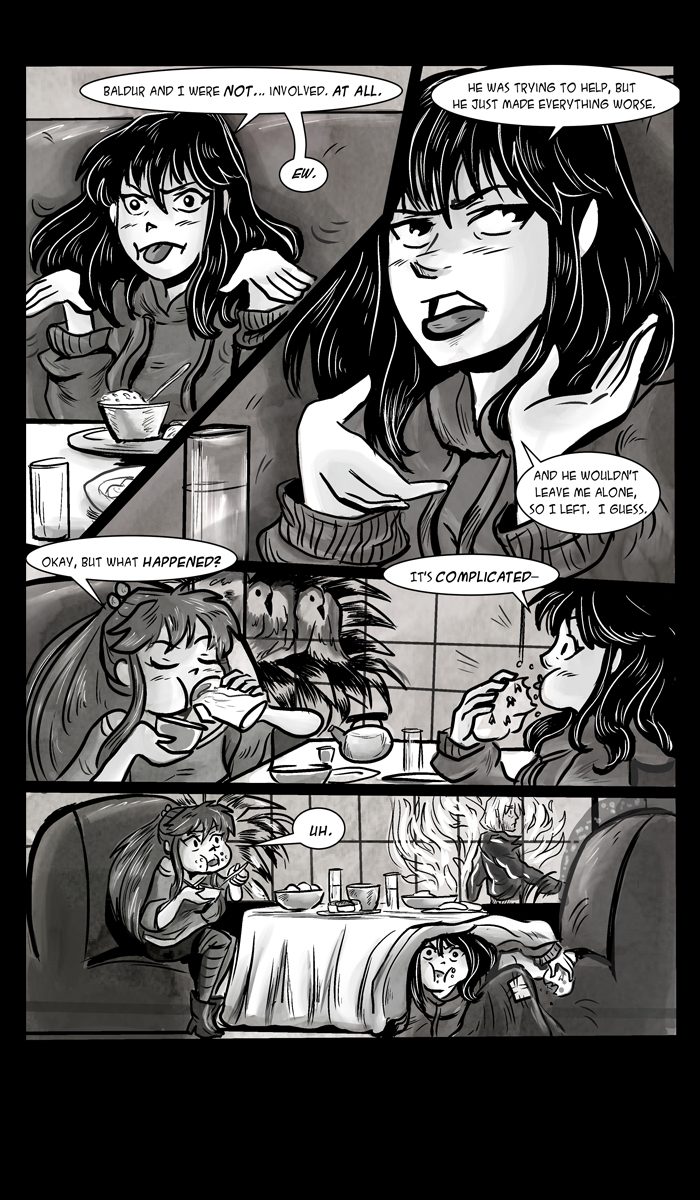 BALDUR AND I WERE NOT... INVOLVED. AT ALL.
EW.
HE WAS TRYING TO HELP, BUT
HE JUST MADE EVERYTHING WORSE.
AND HE WOULDN'T
LEAVE ME ALONE,
SO I LEFT. I GUESS.
OKAY, BUT WHAT HAPPENED?
IT'S COMPLICATED–
UH.